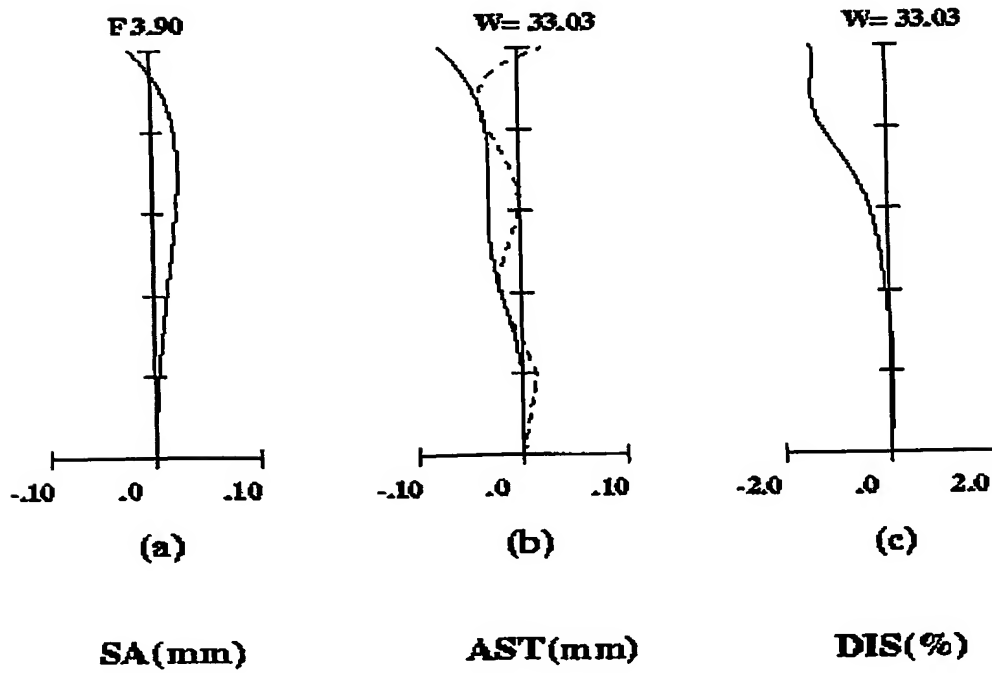 F 3.90 W= 33.03 W= 33.03
-.10 .0 .10 -.10 .0 .10 -2.0 .0 2.0
(a) (b) (c)
SA(mm) AST(mm) DIS(%)